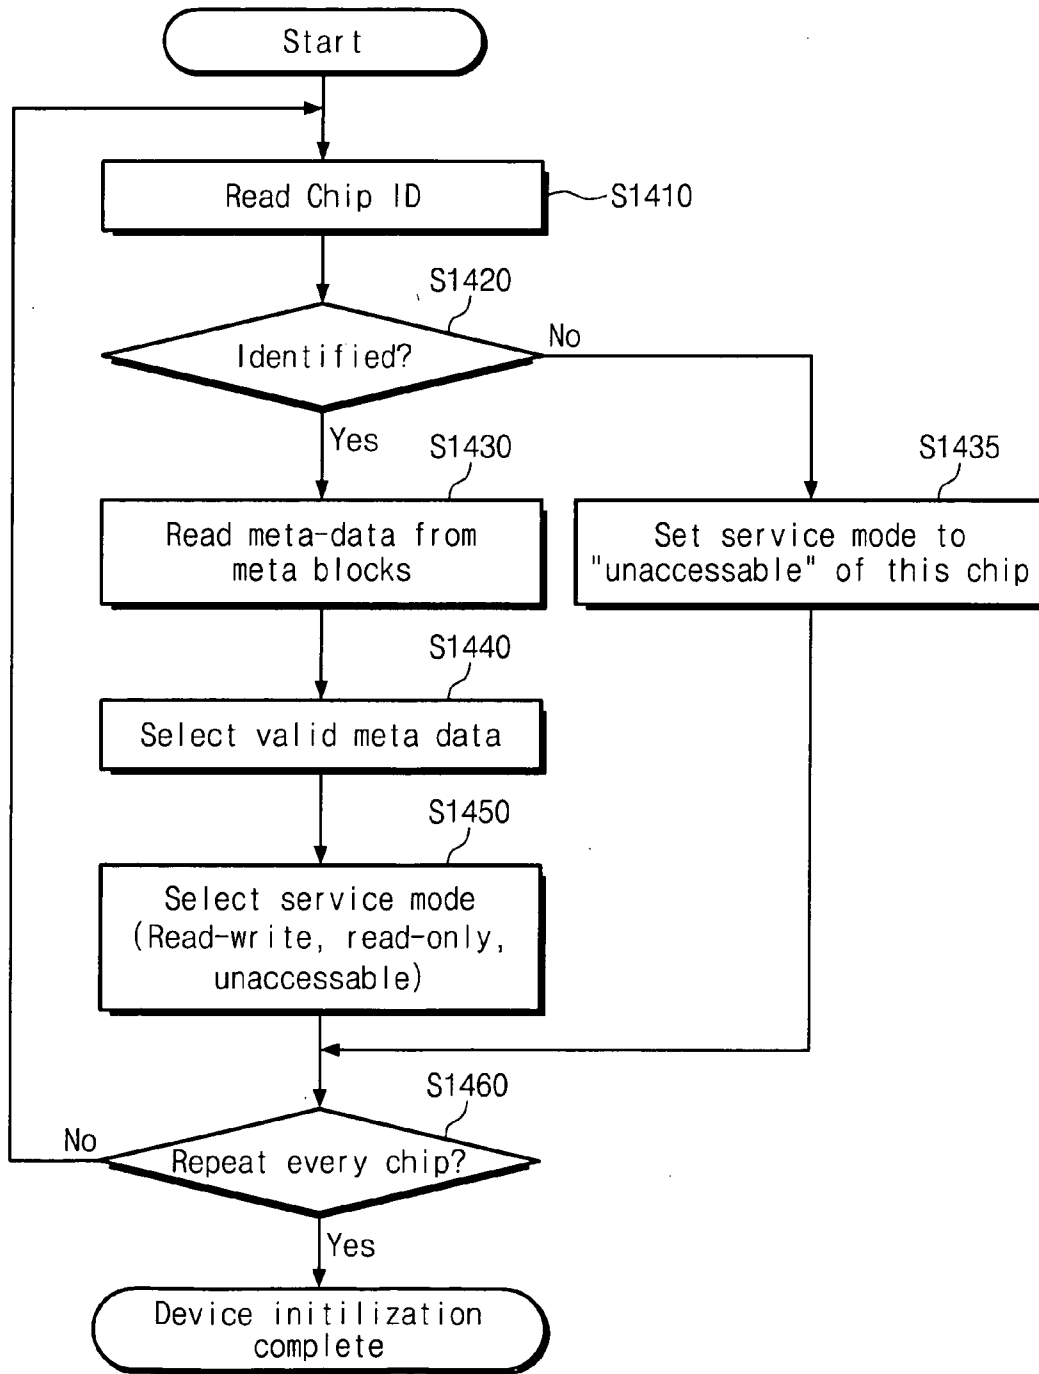 Start
Read Chip ID
S1410
S1420
Identified?
No
Yes
S1430
S1435
Read meta-data from
meta blocks
Set service mode to
"unaccessable" of this chip
S1440
Select valid meta data
S1450
Select service mode
(Read-write, read-only,
unaccessable)
S1460
No
Repeat every chip?
Yes
Device initilization
complete